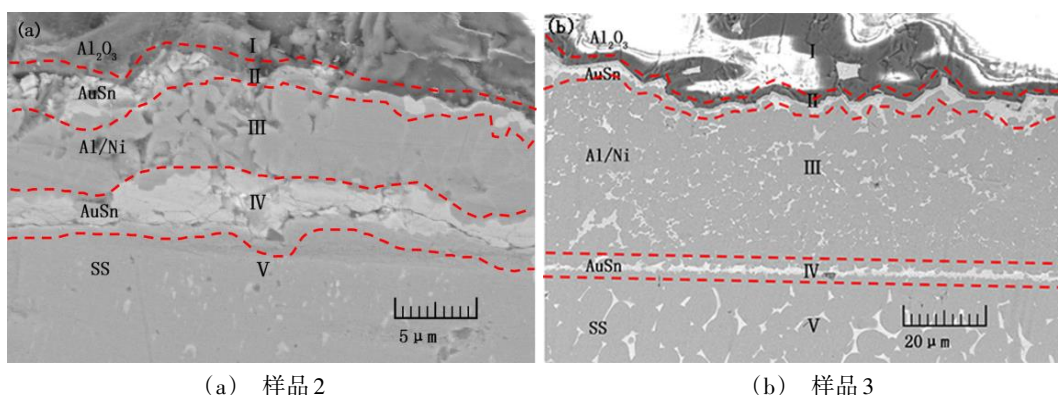 (a)
Al₂O₃
I
II
AuSn
III
Al/Ni
IV
AuSn
SS
V
5 μm
(b)
Al₂O₃
I
AuSn
II
Al/Ni
III
AuSn
IV
SS
V
20 μm
(a) 样品2
(b) 样品3